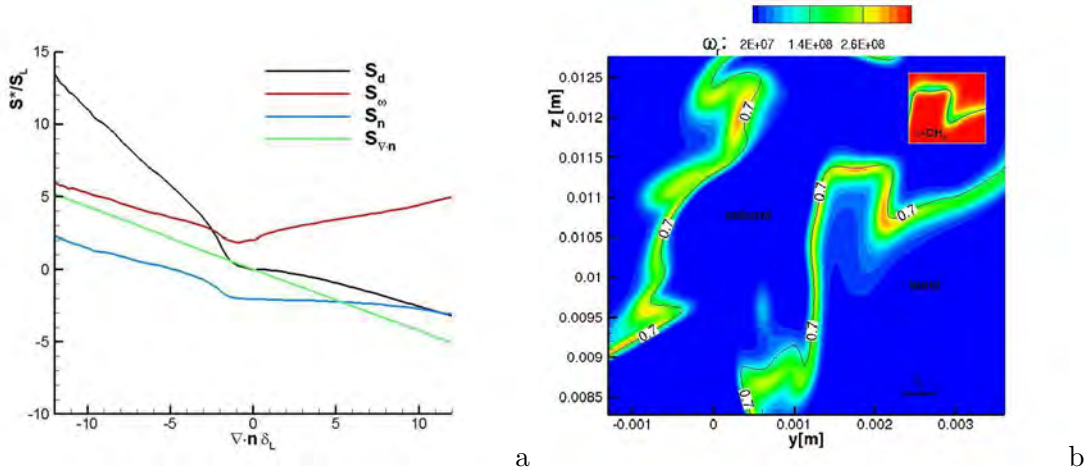 S*/S_L
15
10
5
0
-5
-10
-10 -5 0 5 10
∇·n δ_L
S_d
S_ω
S_n
S_∇·n
a
ω_r: 2E+07 1.4E+08 2.6E+08
z [m]
0.0125
0.012
0.0115
0.011
0.0105
0.01
0.0095
0.009
0.0085
-0.001 0 0.001 0.002 0.003
y[m]
0.7
0.7
0.7
0.7
0.7
0.7
0.7
0.7
b